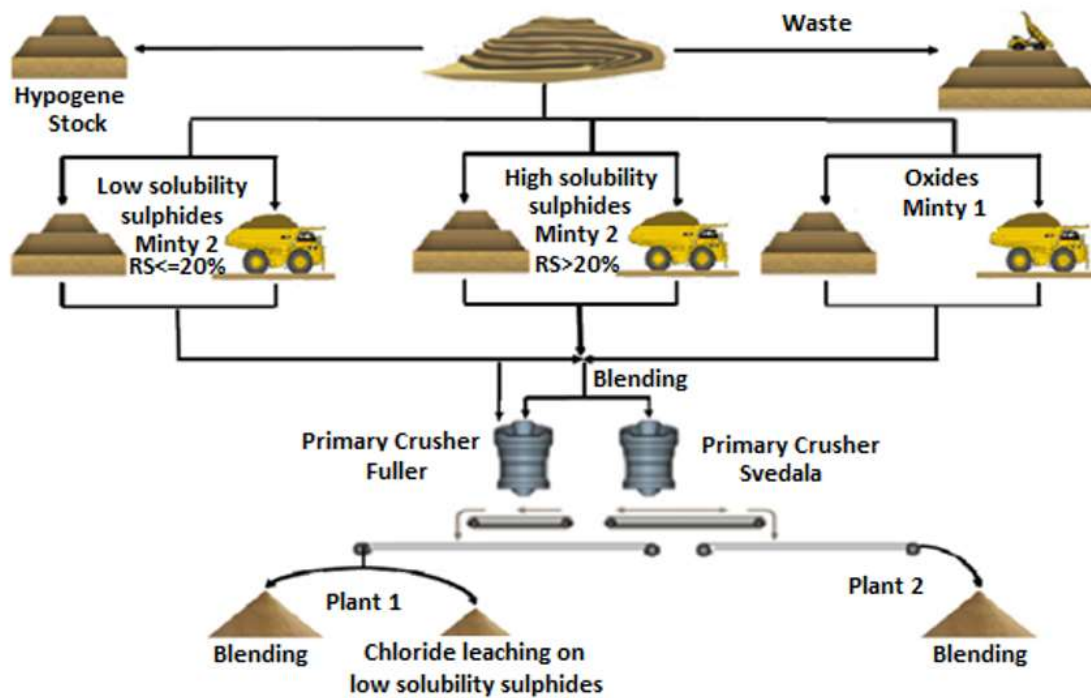 Waste
Hypogene
Stock
Low solubility
sulphides
Minty 2
RS<=20%
High solubility
sulphides
Minty 2
RS>20%
Oxides
Minty 1
Blending
Primary Crusher
Fuller
Primary Crusher
Svedala
Plant 1
Plant 2
Blending
Chloride leaching on
low solubility sulphides
Blending